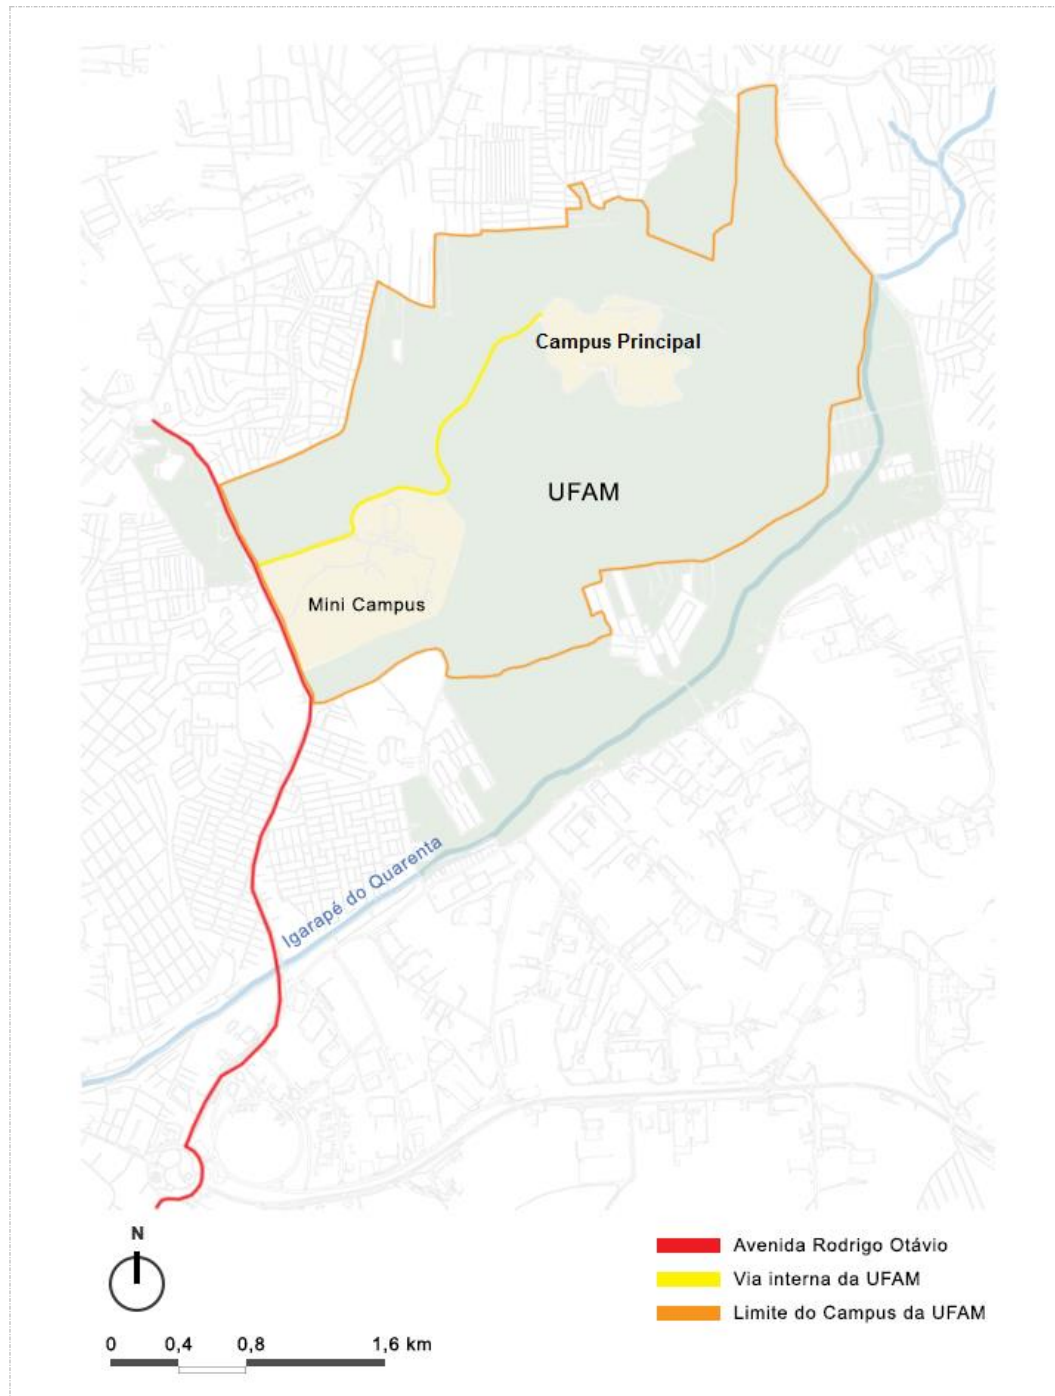 Campus Principal
UFAM
Mini Campus
Igarapé do Quarenta
N
0 0,4 0,8 1,6 km
Avenida Rodrigo Otávio
Via interna da UFAM
Limite do Campus da UFAM